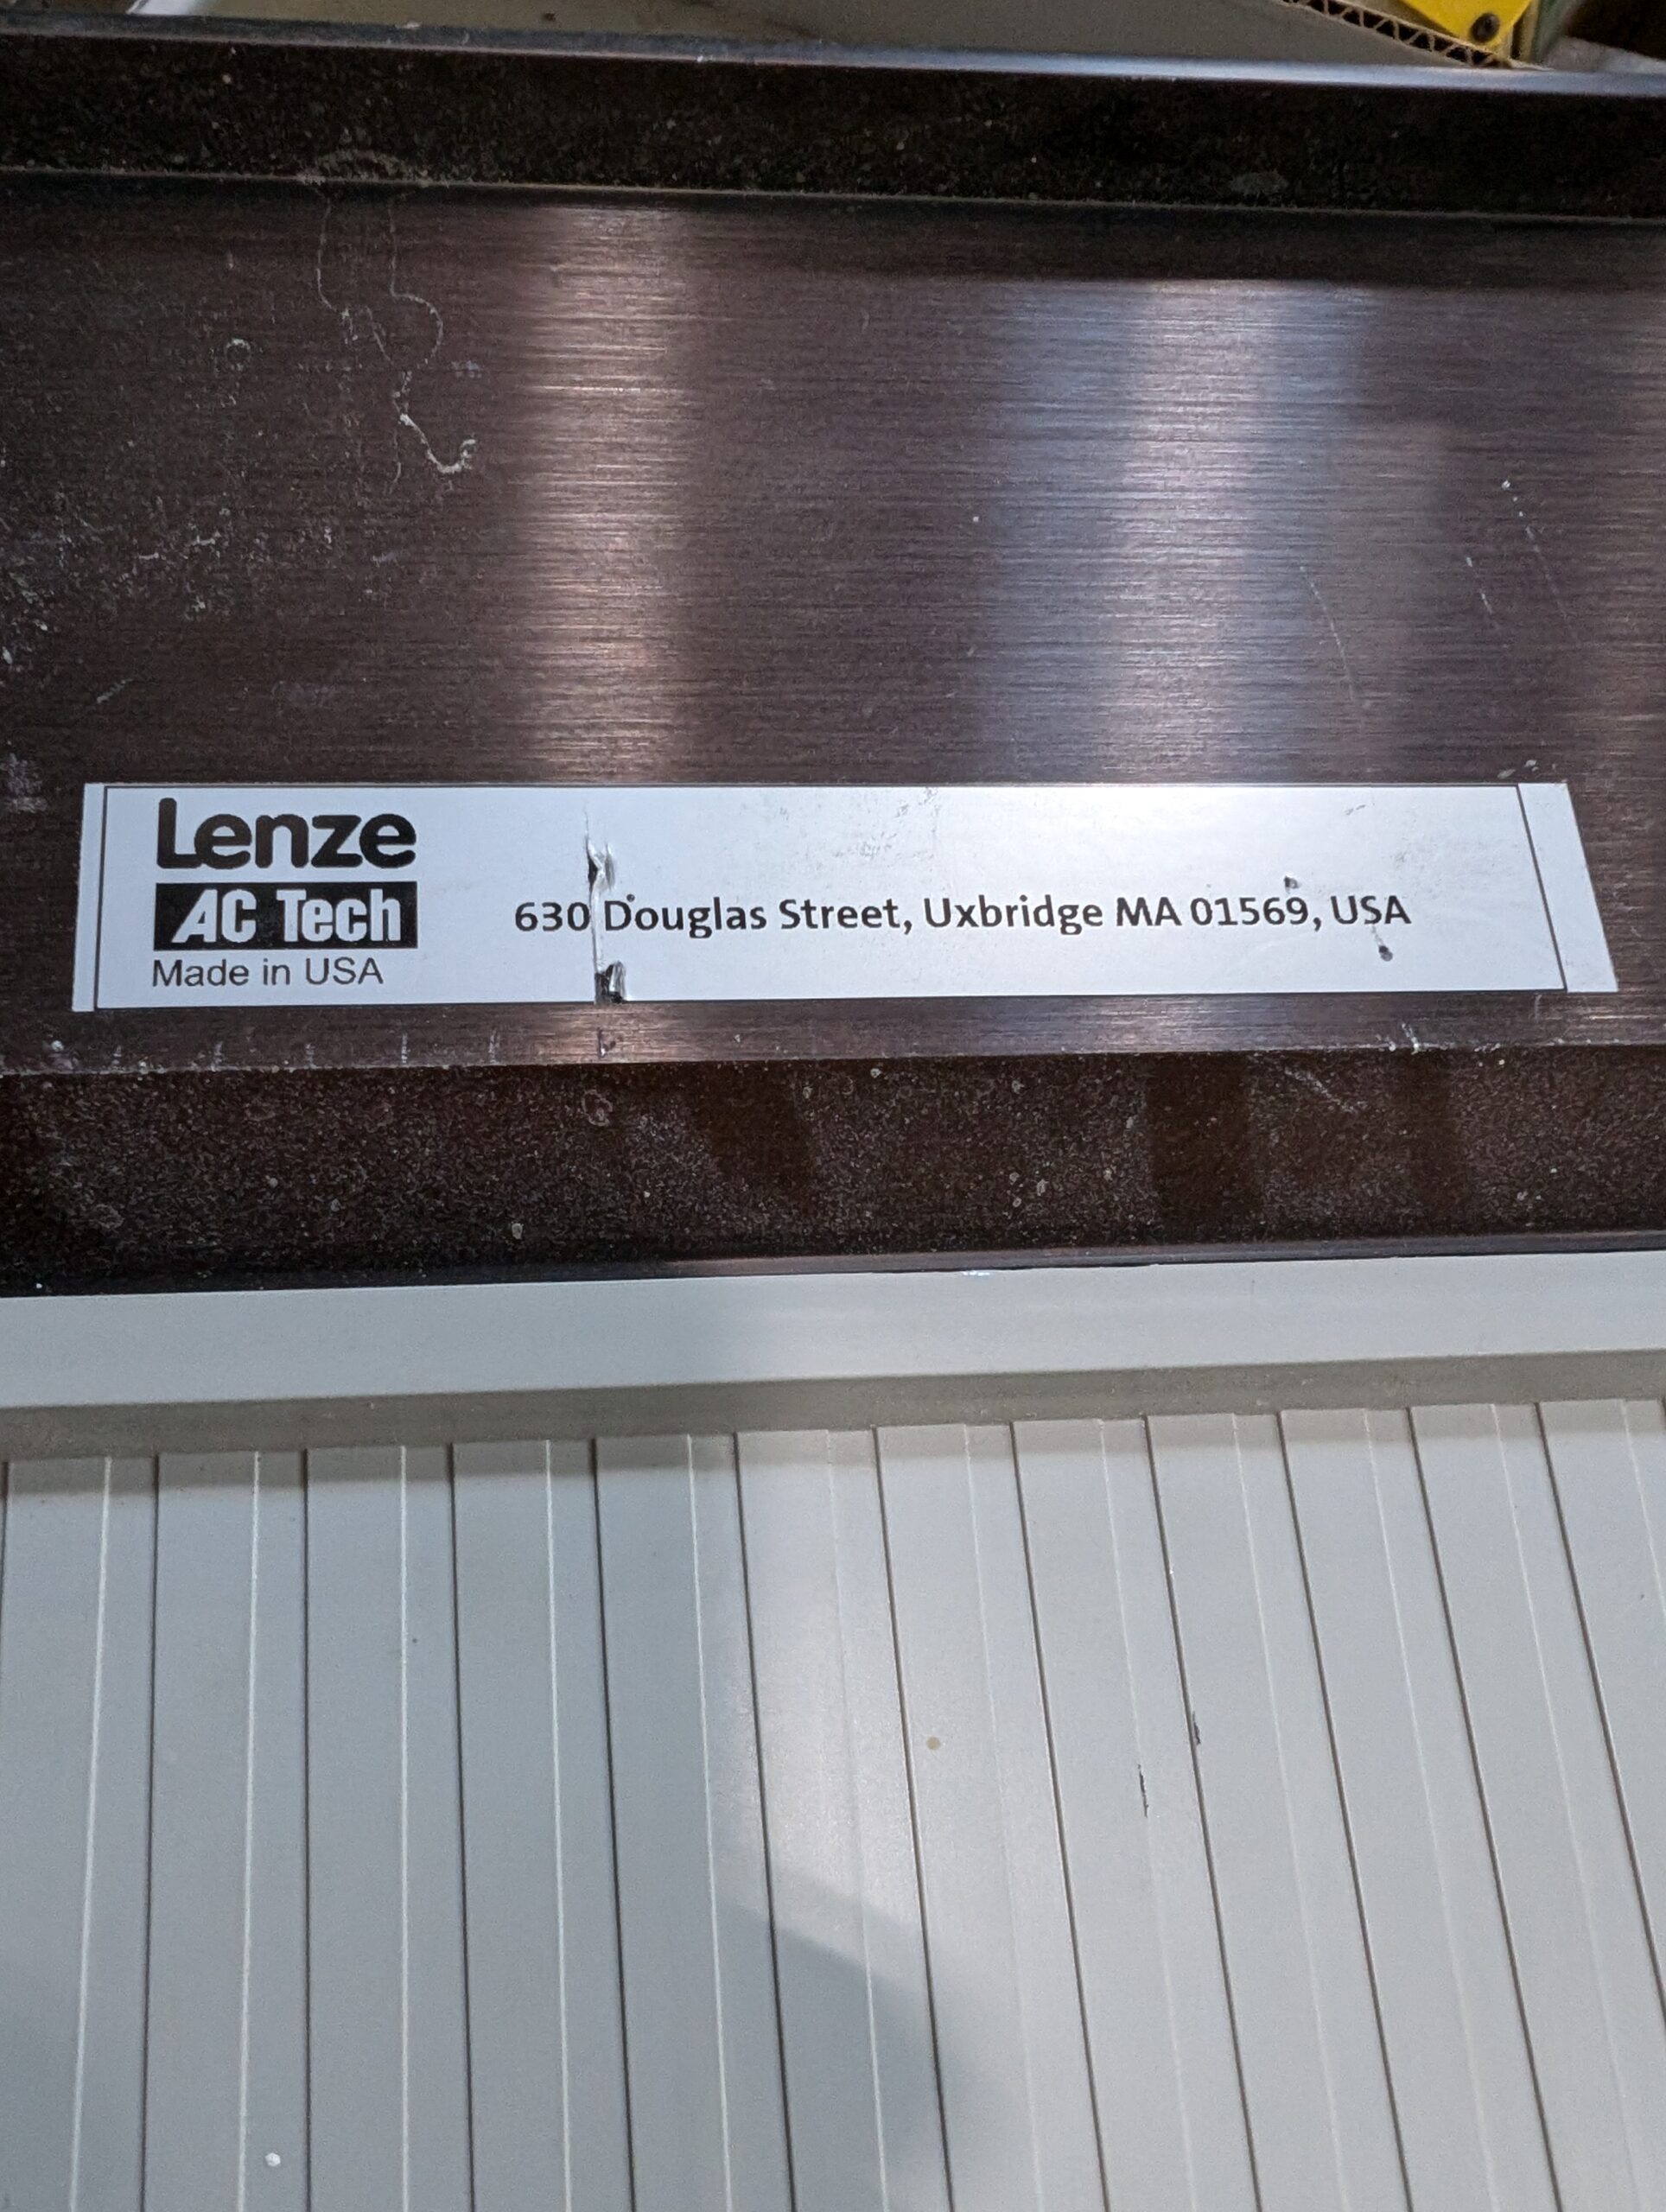 Lenze
AC Tech
Made in USA
630 Douglas Street, Uxbridge MA 01569, USA